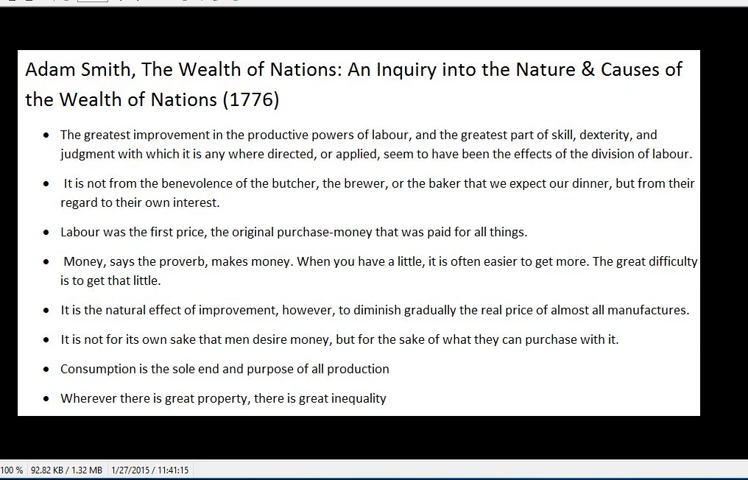 Adam Smith, The Wealth of Nations: An Inquiry into the Nature & Causes of
the Wealth of Nations (1776)
• The greatest improvement in the productive powers of labour, and the greatest part of skill, dexterity, and
judgment with which it is any where directed, or applied, seem to have been the effects of the division of labour.
• It is not from the benevolence of the butcher, the brewer, or the baker that we expect our dinner, but from their
regard to their own interest.
• Labour was the first price, the original purchase-money that was paid for all things.
• Money, says the proverb, makes money. When you have a little, it is often easier to get more. The great difficulty
is to get that little.
• It is the natural effect of improvement, however, to diminish gradually the real price of almost all manufactures.
• It is not for its own sake that men desire money, but for the sake of what they can purchase with it.
• Consumption is the sole end and purpose of all production
• Wherever there is great property, there is great inequality
100 % 92.82 KB / 1.32 MB 1/27/2015 / 11:41:15